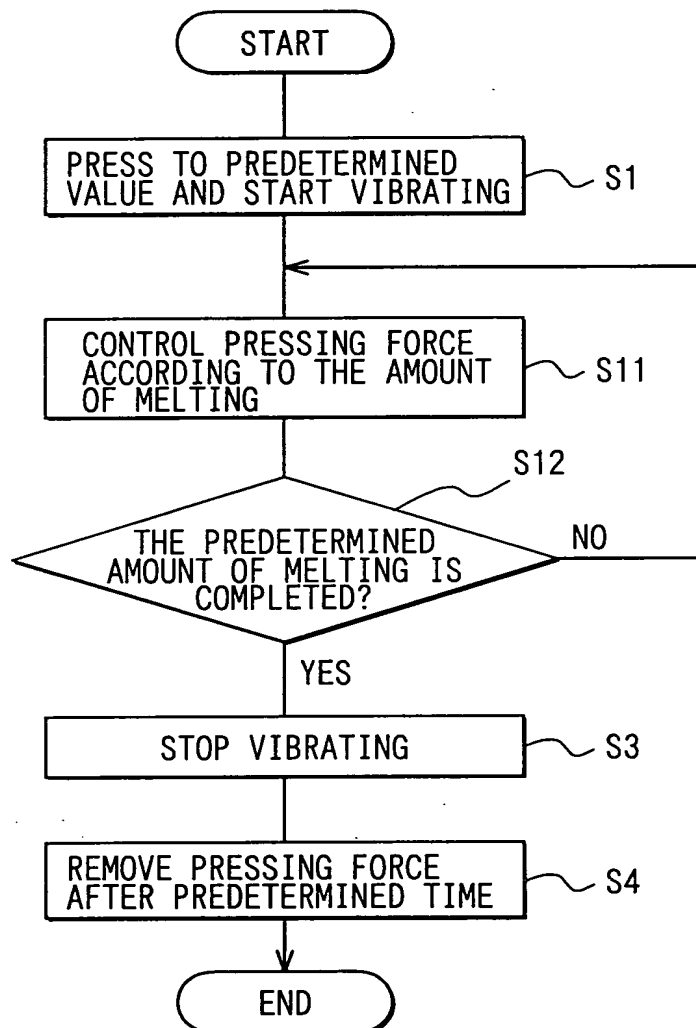 START
PRESS TO PREDETERMINED
VALUE AND START VIBRATING
S1
CONTROL PRESSING FORCE
ACCORDING TO THE AMOUNT
OF MELTING
S11
S12
THE PREDETERMINED
AMOUNT OF MELTING IS
COMPLETED?
NO
YES
STOP VIBRATING
S3
REMOVE PRESSING FORCE
AFTER PREDETERMINED TIME
S4
END